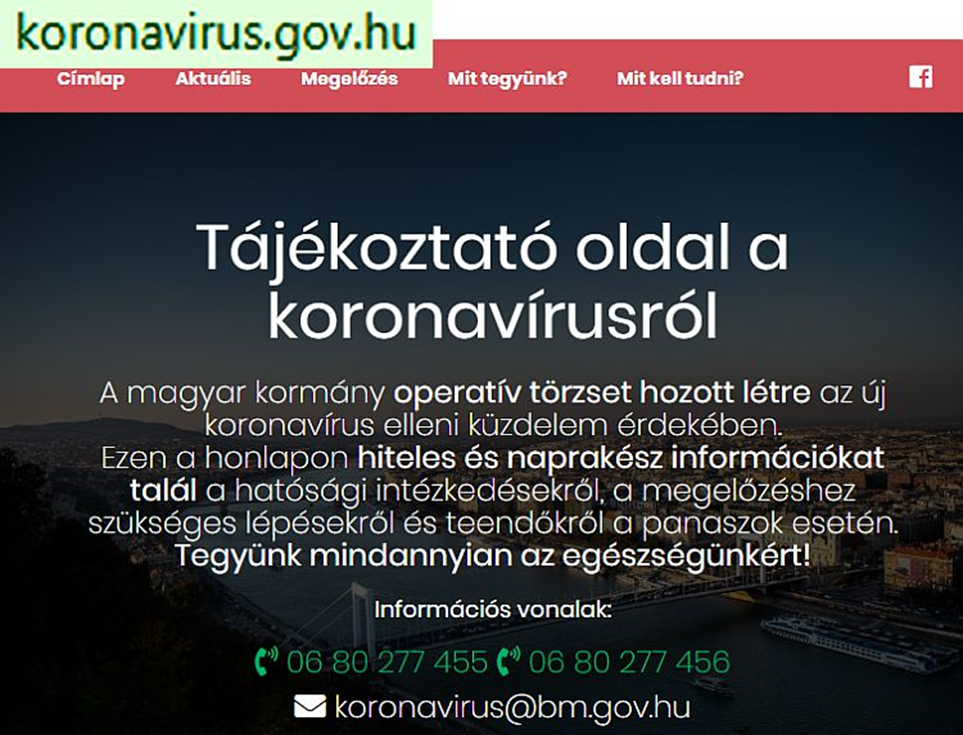 koronavirus.gov.hu
Címlap Aktuális Megelőzés Mit tegyünk? Mit kell tudni?
Tájékoztató oldal a
koronavírusról
A magyar kormány operatív törzset hozott létre az új
koronavírus elleni küzdelem érdekében.
Ezen a honlapon hiteles és naprakész információkat
talál a hatósági intézkedésekről, a megelőzéshez
szükséges lépésekről és teendőkről a panaszok esetén.
Tegyünk mindannyian az egészségünkért!
Információs vonalak:
06 80 277 455 06 80 277 456
koronavirus@bm.gov.hu